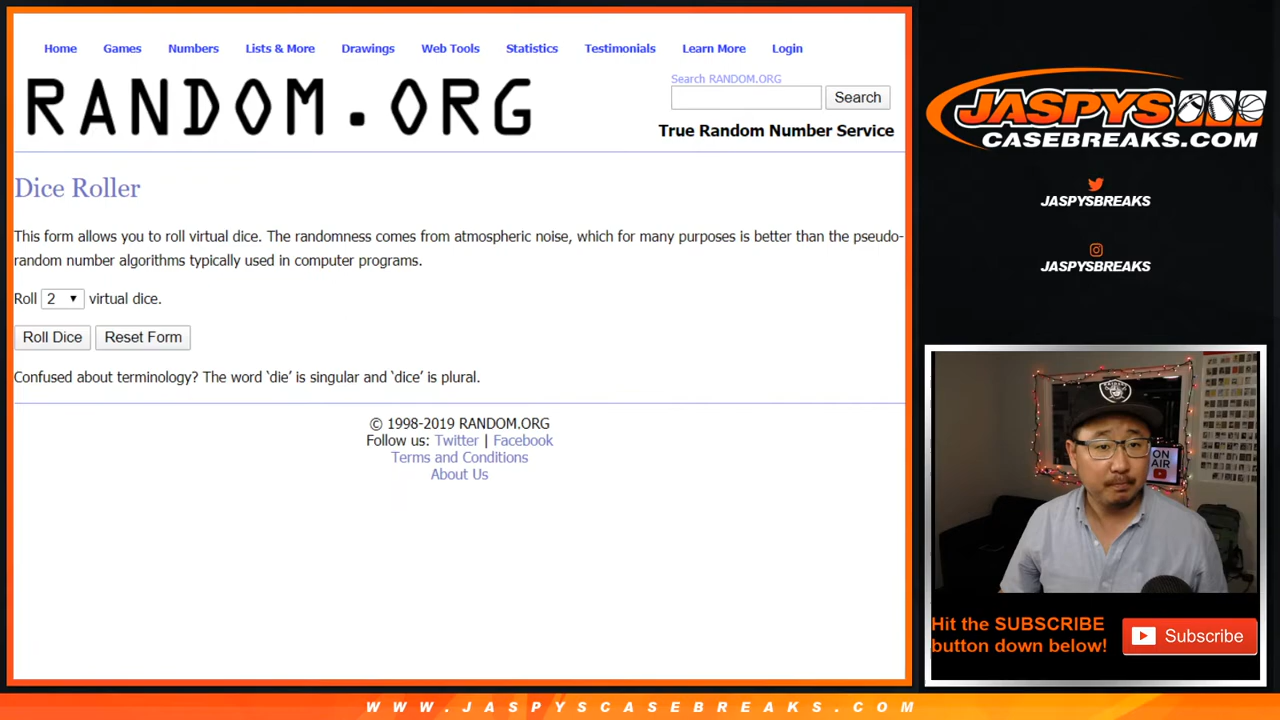 Home Games Numbers Lists & More Drawings Web Tools Statistics Testimonials Learn More Login
RANDOM.ORG
Search RANDOM.ORG
Search
True Random Number Service
Dice Roller
This form allows you to roll virtual dice. The randomness comes from atmospheric noise, which for many purposes is better than the pseudo-
random number algorithms typically used in computer programs.
Roll 2 virtual dice.
Roll Dice Reset Form
Confused about terminology? The word ‘die’ is singular and ‘dice’ is plural.
© 1998-2019 RANDOM.ORG
Follow us: Twitter | Facebook
Terms and Conditions
About Us
JASPYS
CASEBREAKS.COM
JASPYSBREAKS
JASPYSBREAKS
RAIDERS
ON
AIR
Hit the SUBSCRIBE
button down below!
Subscribe
WWW.JASPYSCASEBREAKS.COM